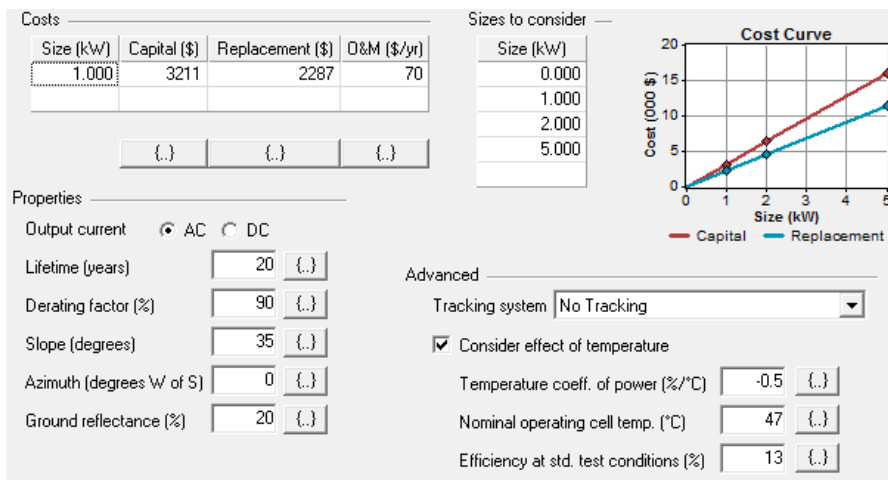 Costs
Size (kW) Capital ($) Replacement ($) O&M ($/yr)
1.000 3211 2287 70
{..} {..} {..}
Sizes to consider
Size (kW)
0.000
1.000
2.000
5.000
Cost Curve
Cost (000 $)
20
15
10
5
0
0 1 2 3 4 5
Size (kW)
Capital Replacement
Properties
Output current AC DC
Lifetime (years) 20 {..}
Derating factor (%) 90 {..}
Slope (degrees) 35 {..}
Azimuth (degrees W of S) 0 {..}
Ground reflectance (%) 20 {..}
Advanced
Tracking system No Tracking
Consider effect of temperature
Temperature coeff. of power (%/°C) -0.5 {..}
Nominal operating cell temp. (°C) 47 {..}
Efficiency at std. test conditions (%) 13 {..}